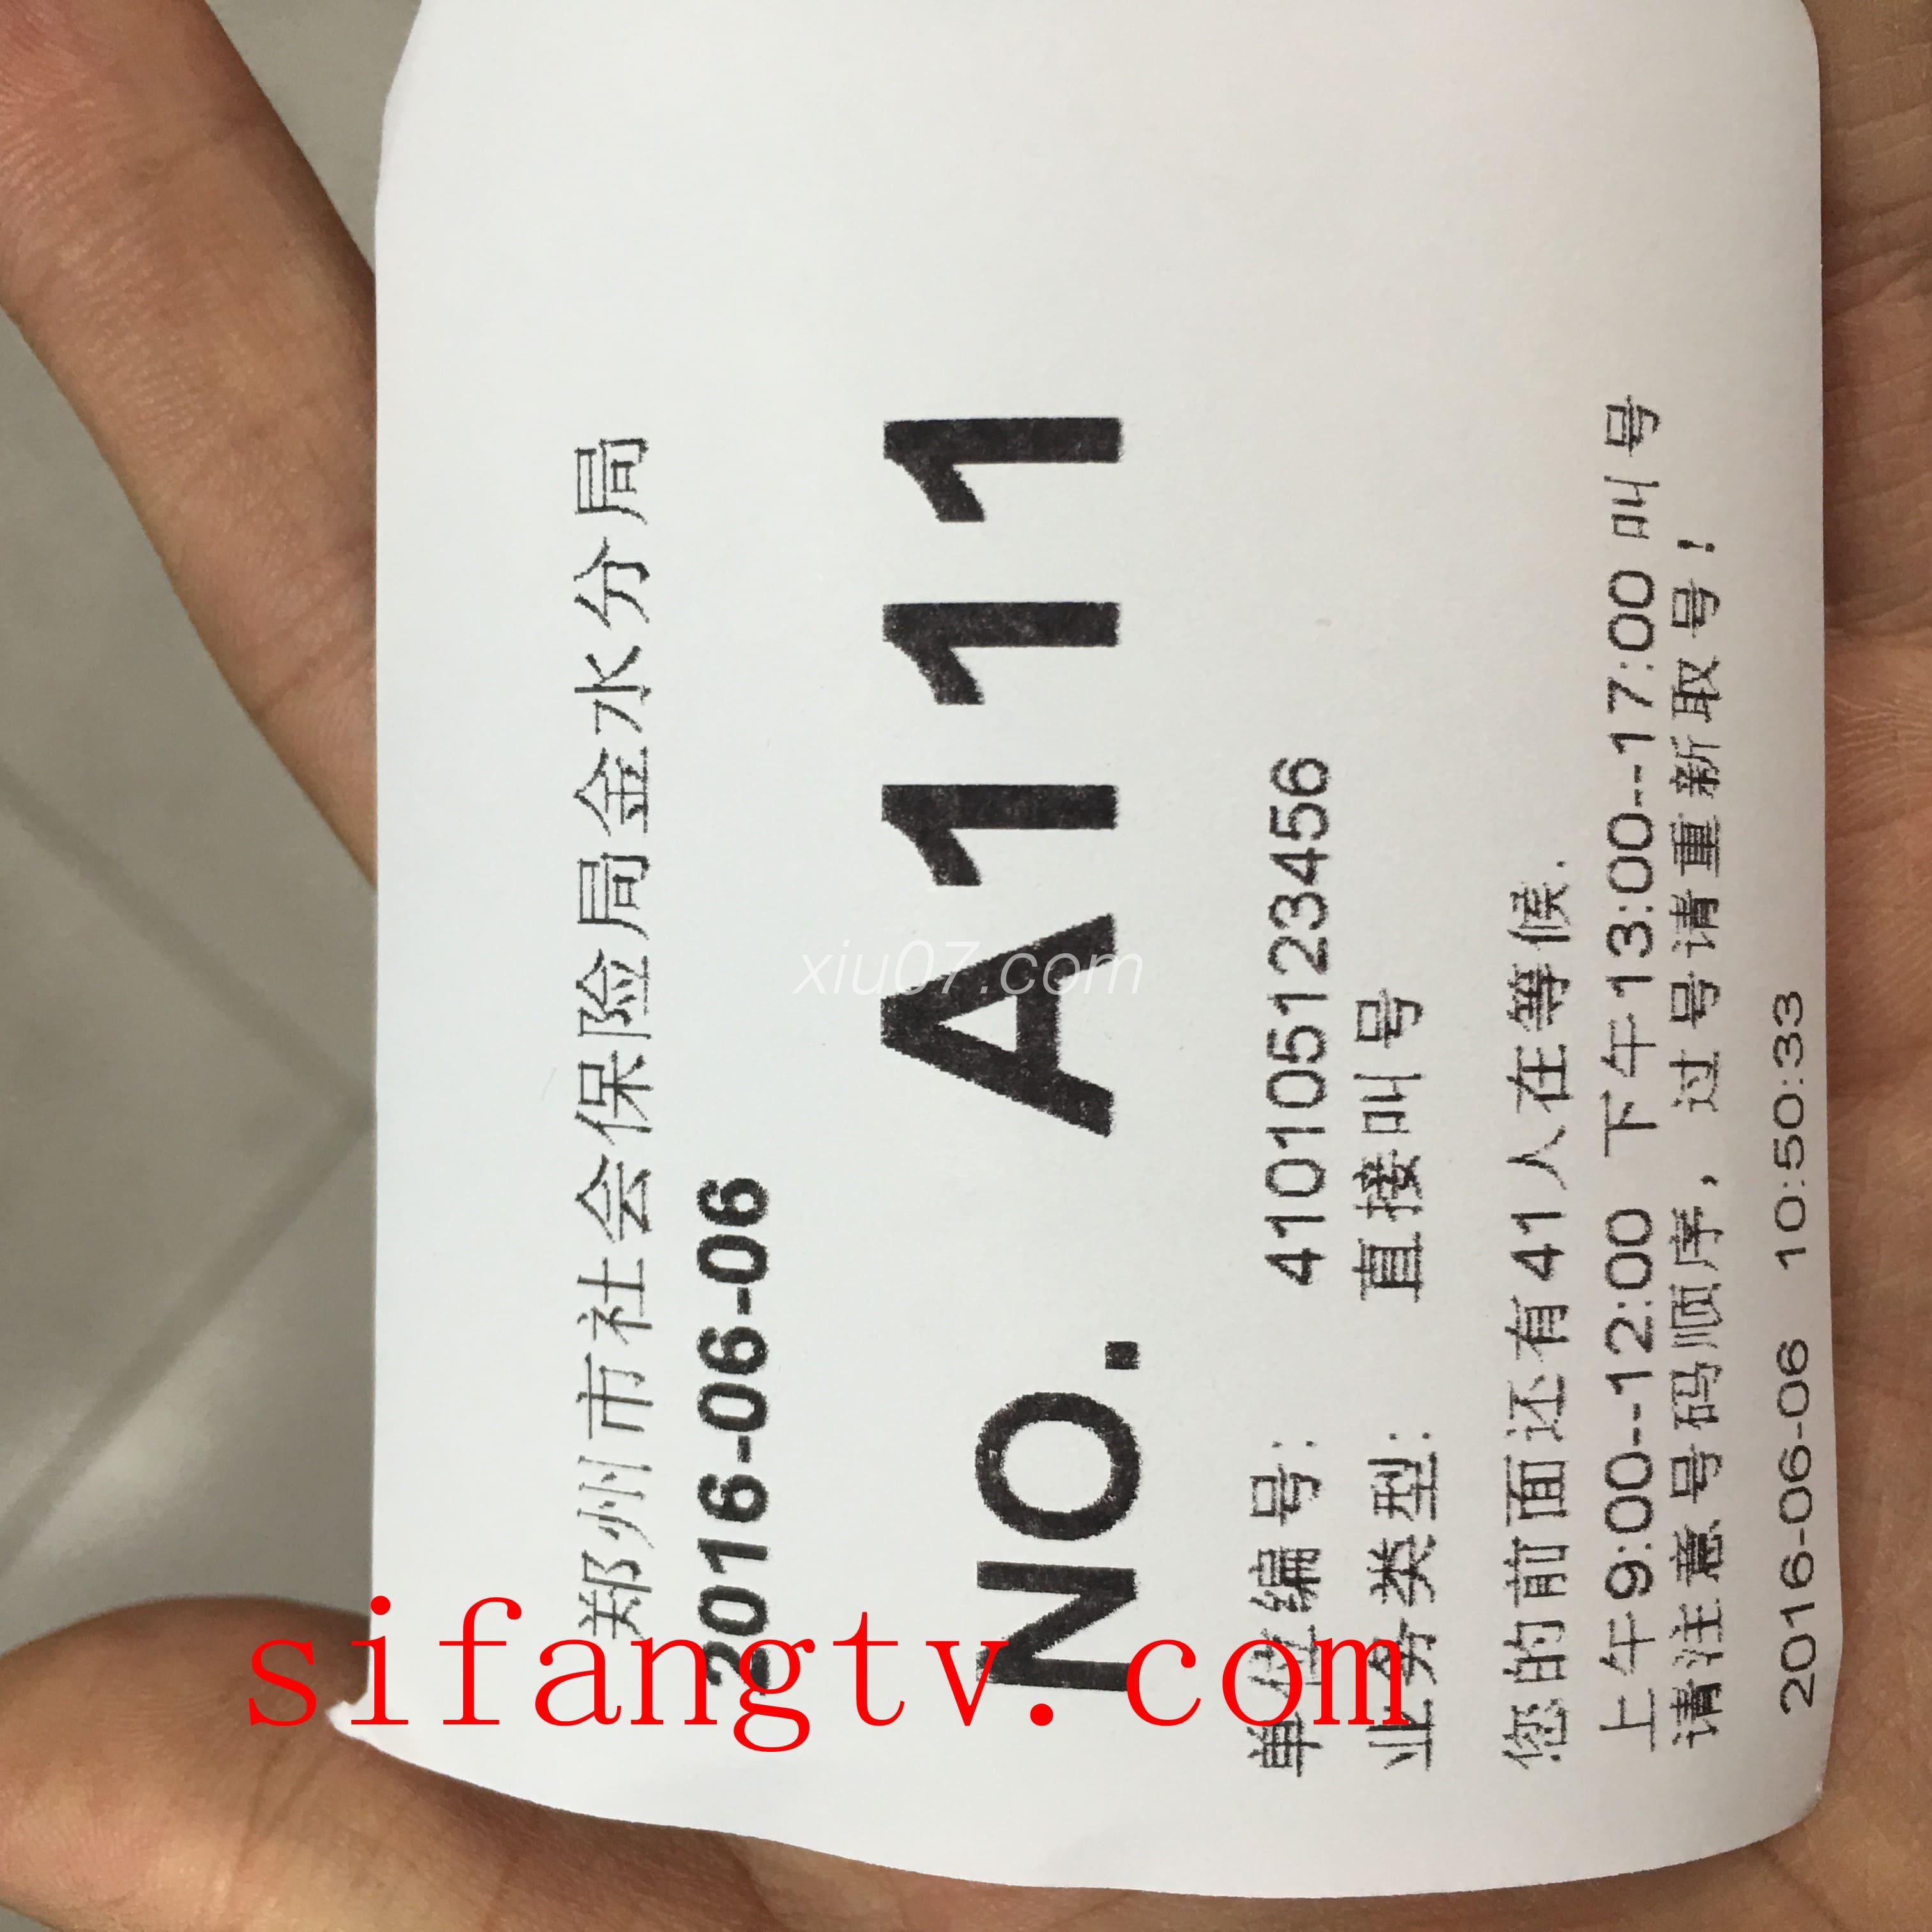 郑州市社会保险局金水分局
2016-06-06
NO. A111
单位编号: 410105123456
业务类型: 直接叫号
您的前面还有41人在等候.
上午9:00--12:00 下午13:00--17:00 叫号
请注意号码顺序，过号请重新取号!
2016-06-06 10:50:33
xiu07.com
sifangtv.com